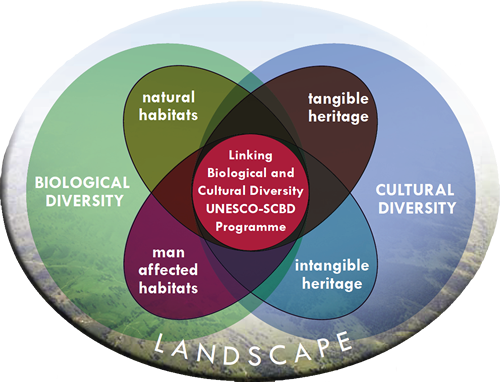 natural
habitats
tangible
heritage
Linking
Biological and
Cultural Diversity
UNESCO-SCBD
Programme
BIOLOGICAL
DIVERSITY
CULTURAL
DIVERSITY
man
affected
habitats
intangible
heritage
LANDSCAPE